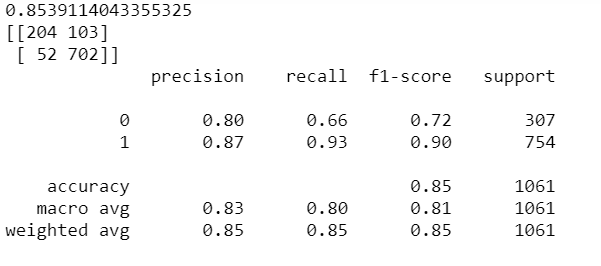 0.8539114043355325
[[204 103]
 [ 52 702]]
              precision    recall  f1-score   support

           0       0.80      0.66      0.72       307
           1       0.87      0.93      0.90       754

    accuracy                           0.85      1061
   macro avg       0.83      0.80      0.81      1061
weighted avg       0.85      0.85      0.85      1061